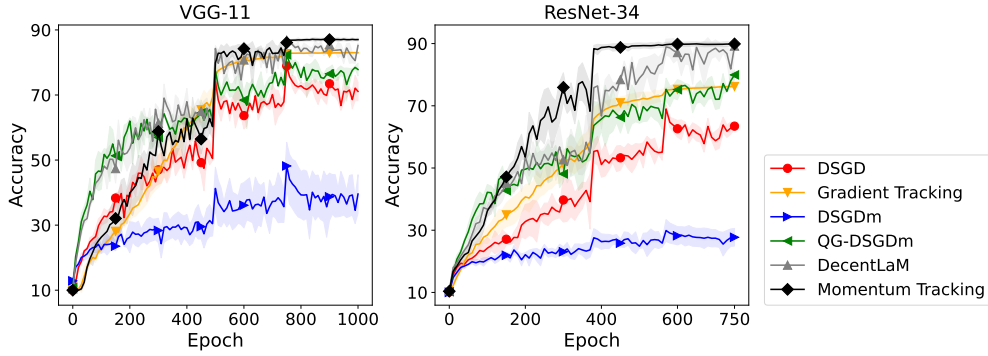 VGG-11
90
70
50
30
10
Accuracy
0 200 400 600 800 1000
Epoch
ResNet-34
90
70
50
30
10
Accuracy
0 200 400 600 750
Epoch
DSGD
Gradient Tracking
DSGDm
QG-DSGDm
DecentLaM
Momentum Tracking